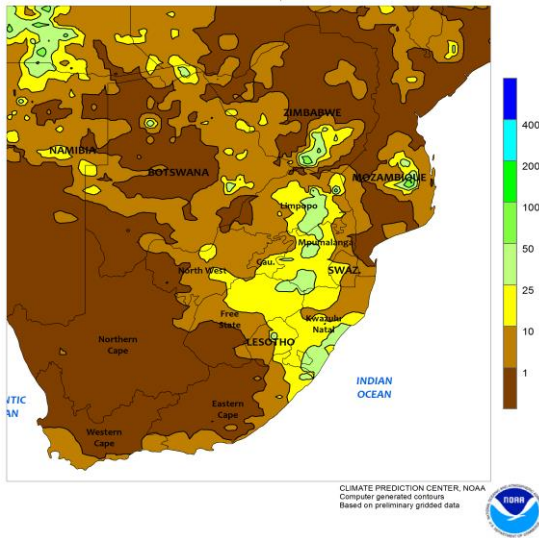 ZIMBABWE
NAMIBIA
BOTSWANA
MOZAMBIQUE
Limpopo
Mpumalanga
Gau.
North West
SWAZ.
Free
State
Kwazulu
Natal
LESOTHO
Northern
Cape
Eastern
Cape
Western
Cape
NTIC
AN
INDIAN
OCEAN
400
200
100
50
25
10
1
CLIMATE PREDICTION CENTER, NOAA
Computer generated contours
Based on preliminary gridded data
NOAA